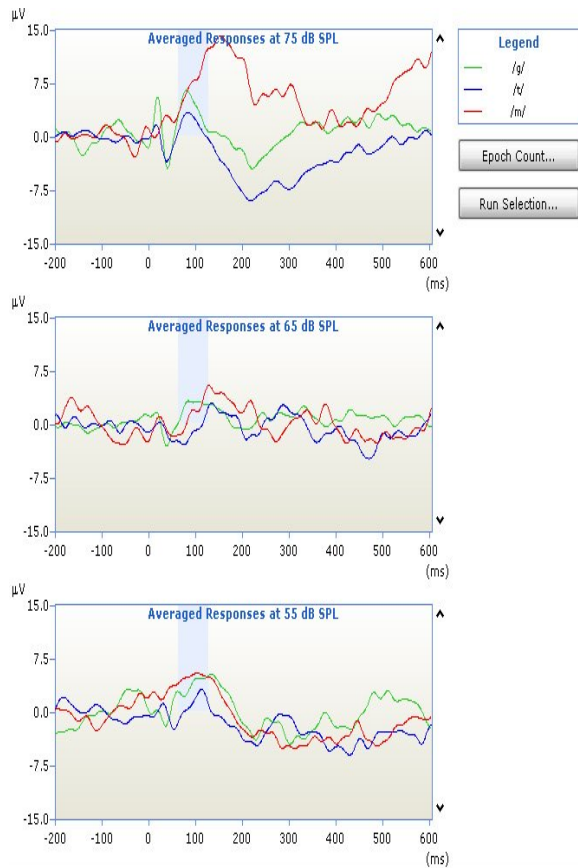 μV
15.0
7.5
0.0
-7.5
-15.0
Averaged Responses at 75 dB SPL
-200 -100 0 100 200 300 400 500 600
(ms)
Legend
/g/
/t/
/m/
Epoch Count...
Run Selection...
μV
15.0
7.5
0.0
-7.5
-15.0
Averaged Responses at 65 dB SPL
-200 -100 0 100 200 300 400 500 600
(ms)
μV
15.0
7.5
0.0
-7.5
-15.0
Averaged Responses at 55 dB SPL
-200 -100 0 100 200 300 400 500 600
(ms)